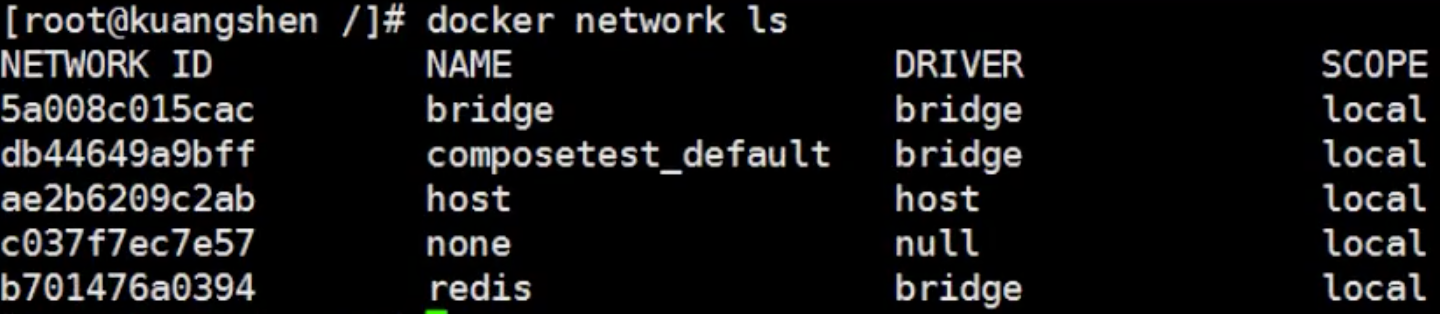 [root@kuangshen /]# docker network ls
NETWORK ID NAME DRIVER SCOPE
5a008c015cac bridge bridge local
db44649a9bff composetest_default bridge local
ae2b6209c2ab host host local
c037f7ec7e57 none null local
b701476a0394 redis bridge local